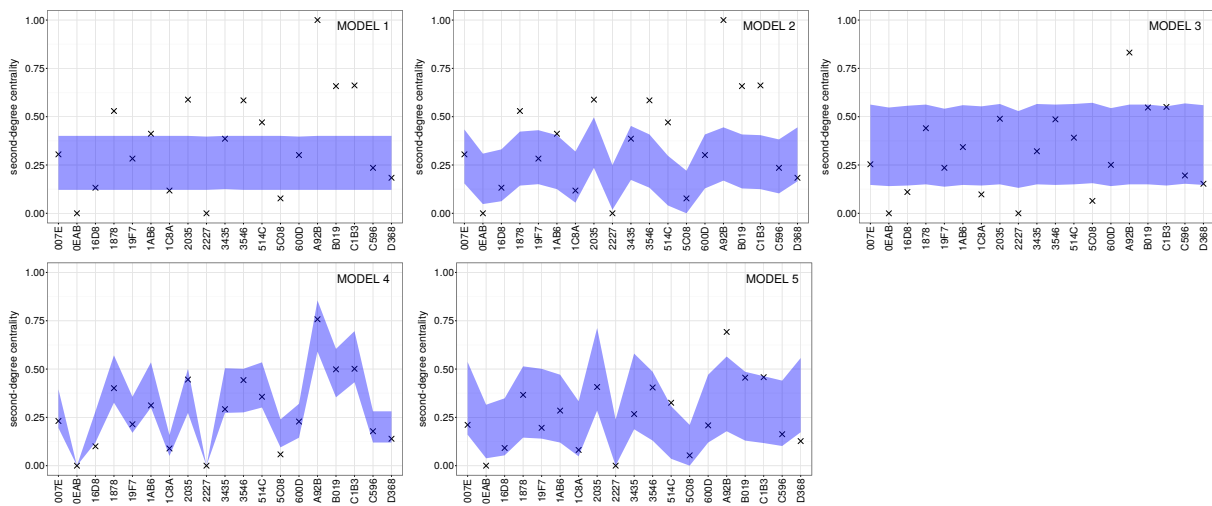 MODEL 1
second-degree centrality
1.00
0.75
0.50
0.25
0.00
007E 0EAB 16D8 1878 19F7 1AB6 1C8A 2035 2227 3435 3546 514C 5C08 600D A92B B019 C1B3 C596 D368
MODEL 2
second-degree centrality
1.00
0.75
0.50
0.25
0.00
007E 0EAB 16D8 1878 19F7 1AB6 1C8A 2035 2227 3435 3546 514C 5C08 600D A92B B019 C1B3 C596 D368
MODEL 3
second-degree centrality
1.00
0.75
0.50
0.25
0.00
007E 0EAB 16D8 1878 19F7 1AB6 1C8A 2035 2227 3435 3546 514C 5C08 600D A92B B019 C1B3 C596 D368
MODEL 4
second-degree centrality
1.00
0.75
0.50
0.25
0.00
007E 0EAB 16D8 1878 19F7 1AB6 1C8A 2035 2227 3435 3546 514C 5C08 600D A92B B019 C1B3 C596 D368
MODEL 5
second-degree centrality
1.00
0.75
0.50
0.25
0.00
007E 0EAB 16D8 1878 19F7 1AB6 1C8A 2035 2227 3435 3546 514C 5C08 600D A92B B019 C1B3 C596 D368